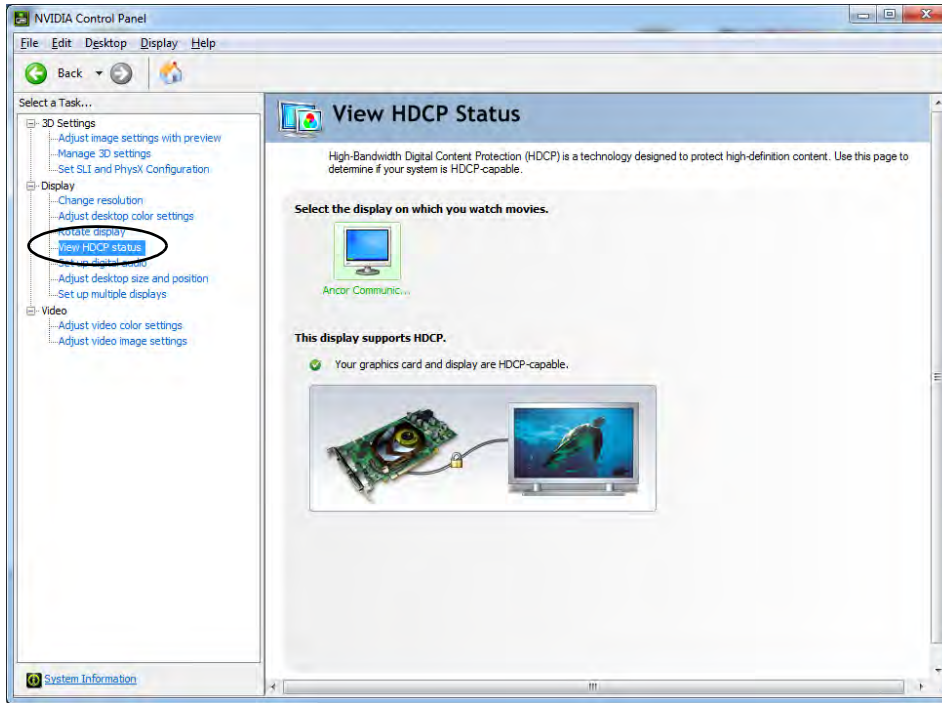 NVIDIA Control Panel
File Edit Desktop Display Help
Back
Select a Task...
3D Settings
Adjust image settings with preview
Manage 3D settings
Set SLI and PhysX Configuration
Display
Change resolution
Adjust desktop color settings
Rotate display
View HDCP status
Set up digital audio
Adjust desktop size and position
Set up multiple displays
Video
Adjust video color settings
Adjust video image settings
System Information
View HDCP Status
High-Bandwidth Digital Content Protection (HDCP) is a technology designed to protect high-definition content. Use this page to
determine if your system is HDCP-capable.
Select the display on which you watch movies.
Ancor Communic...
This display supports HDCP.
Your graphics card and display are HDCP-capable.